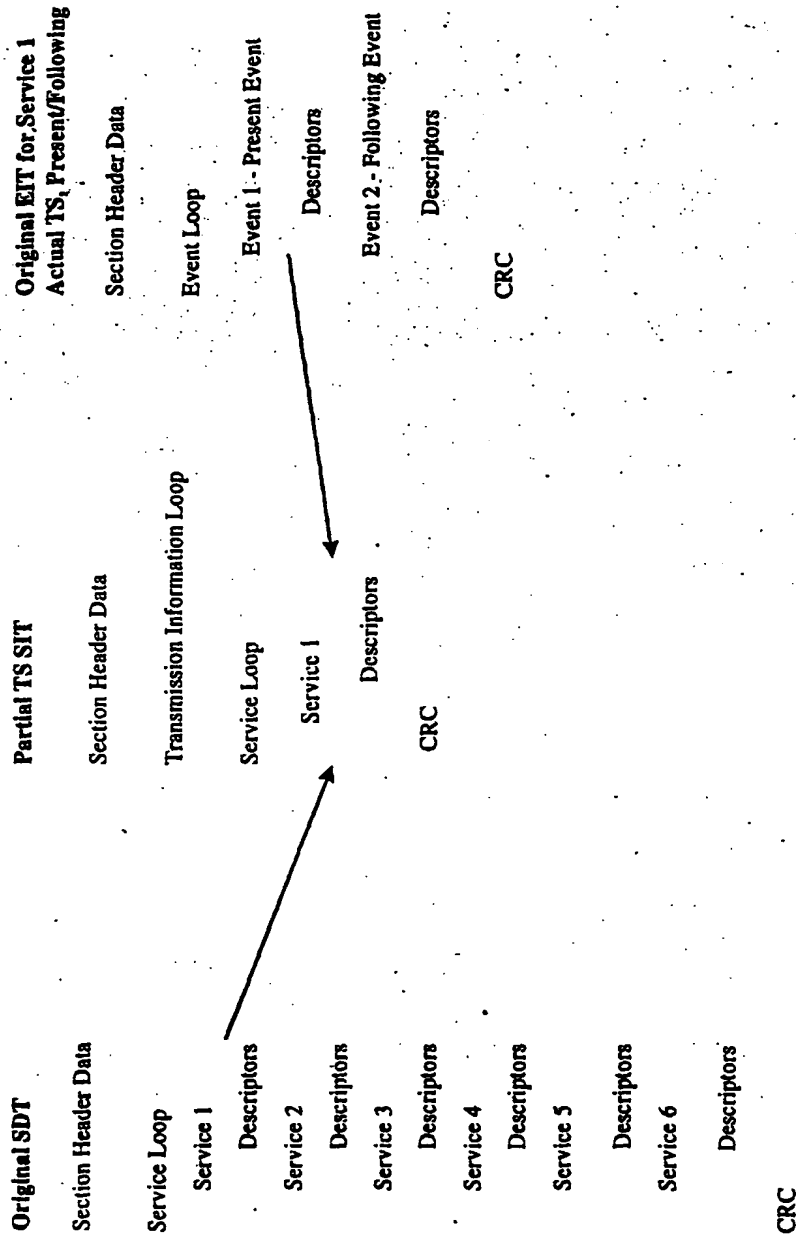 Original SDT
Section Header Data
Service Loop
Service 1
Descriptors
Service 2
Descriptors
Service 3
Descriptors
Service 4
Descriptors
Service 5
Descriptors
Service 6
Descriptors
CRC
Partial TS SIT
Section Header Data
Transmission Information Loop
Service Loop
Service 1
Descriptors
CRC
Original EIT for Service 1
Actual TS, Present/Following
Section Header Data
Event Loop
Event 1 - Present Event
Descriptors
Event 2 - Following Event
Descriptors
CRC